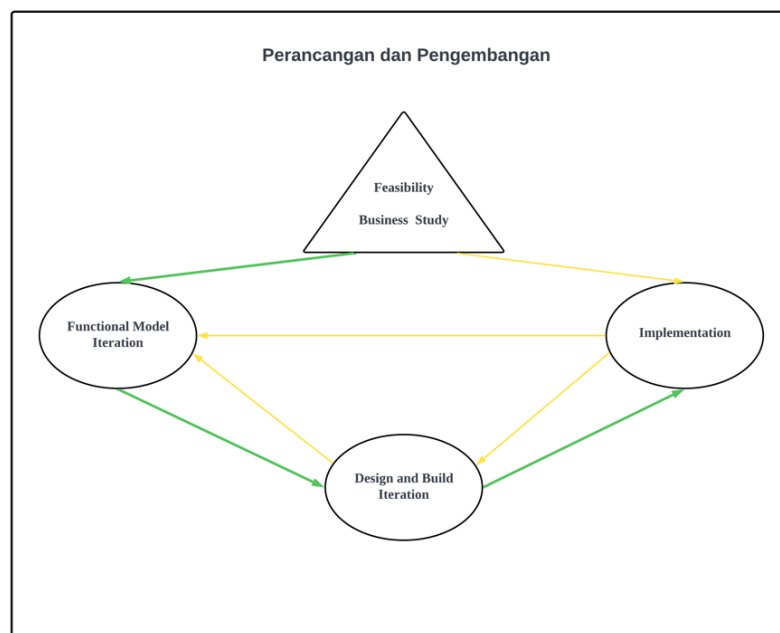 Perancangan dan Pengembangan
Feasibility
Business Study
Functional Model
Iteration
Implementation
Design and Build
Iteration